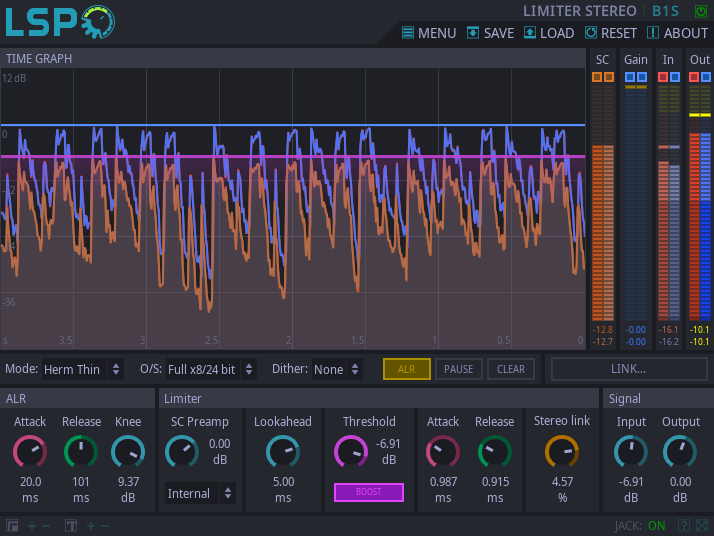 LSP
LIMITER STEREO B1S
MENU SAVE LOAD RESET ABOUT
TIME GRAPH
SC Gain In Out
12 dB
0
-36
s 3.5 3 2.5 2 1.5 1 0.5 0
-12.8 -0.00 -16.1 -10.1
-12.7 -0.00 -16.2 -10.1
Mode: Herm Thin O/S: Full x8/24 bit Dither: None ALR PAUSE CLEAR LINK...
ALR Limiter Signal
Attack Release Knee SC Preamp Lookahead Threshold Attack Release Stereo link Input Output
0.00 dB
-6.91 dB
20.0 ms 101 ms 9.37 dB Internal 5.00 ms BOOST 0.987 ms 0.915 ms 4.57 % -6.91 dB 0.00 dB
+ − T + − JACK: ON ?